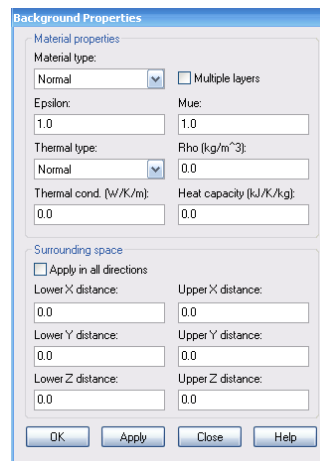 Background Properties
Material properties
Material type:
Normal
Multiple layers
Epsilon: Mue:
1.0 1.0
Thermal type: Rho (kg/m^3):
Normal 0.0
Thermal cond. (W/K/m): Heat capacity (kJ/K/kg):
0.0 0.0
Surrounding space
Apply in all directions
Lower X distance: Upper X distance:
0.0 0.0
Lower Y distance: Upper Y distance:
0.0 0.0
Lower Z distance: Upper Z distance:
0.0 0.0
OK Apply Close Help